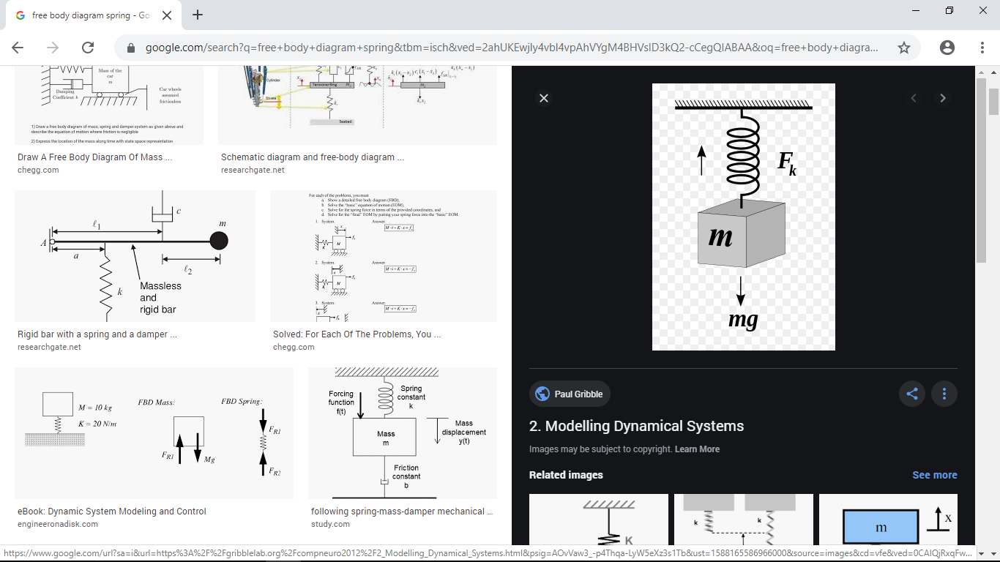 free body diagram spring - Go
google.com/search?q=free+body+diagram+spring&tbm=isch&ved=2ahUKEwjly4vbl4vpAhVYgM4BHVsID3kQ2-cCegQIABAA&oq=free+body+diagra...
Mass of the
car
m
Damping
Coefficient b
Car wheels
assumed
frictionless
1) Draw a free body diagram of mass, spring and damper system as given above and
describe the equation of motion whrere friction is negligible
2) Express the location of the mass along time with state space representation
Draw A Free Body Diagram Of Mass ...
chegg.com
Cylinder
Tensioner Ring
Seabed
Schematic diagram and free-body diagram ...
researchgate.net
c
ℓ1
m
A
a
ℓ2
k
Massless
and
rigid bar
Rigid bar with a spring and a damper ...
researchgate.net
For each of the problems, you must
a Show a detailed free body diagram (FBD),
b Solve the "basic" equation of motion (EOM),
c Solve for the spring force in terms of the provided coordinates, and
d Solve for the "final" EOM by putting your spring force into the "basic" EOM
1. System: Answer:
2. System: Answer:
3. System: Answer:
Solved: For Each Of The Problems, You ...
chegg.com
M = 10 kg
K = 20 N/m
FBD Mass:
FR1
Mg
FBD Spring:
FR1
FR2
eBook: Dynamic System Modeling and Control
engineeronadisk.com
Forcing
function
f(t)
Spring
constant
k
Mass
m
Mass
displacement
y(t)
Friction
constant
b
following spring-mass-damper mechanical ...
study.com
Fk
m
mg
Paul Gribble
2. Modelling Dynamical Systems
Images may be subject to copyright. Learn More
Related images
See more
K
k
k
m
X
https://www.google.com/url?sa=i&url=https%3A%2F%2Fgribblelab.org%2Fcompneuro2012%2F2_Modelling_Dynamical_Systems.html&psig=AOvVaw3_-p4Thqa-LyW5eXz3s1Tb&ust=1588165586966000&source=images&cd=vfe&ved=0CAIQjRxqFw...